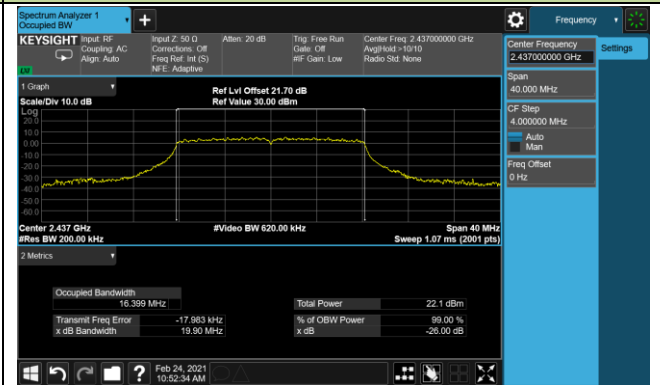 Spectrum Analyzer 1
Occupied BW
+
Frequency
KEYSIGHT
Input: RF
Coupling: AC
Align: Auto
Input Z: 50 Ω
Corrections: Off
Freq Ref: Int (S)
NFE: Adaptive
Atten: 20 dB
Trig: Free Run
Gate: Off
#IF Gain: Low
Center Freq: 2.437000000 GHz
Avg|Hold:>10/10
Radio Std: None
Center Frequency
2.437000000 GHz
Settings
Span
40.000 MHz
CF Step
4.000000 MHz
Auto
Man
Freq Offset
0 Hz
1 Graph
Scale/Div 10.0 dB
Ref Lvl Offset 21.70 dB
Ref Value 30.00 dBm
Log
20.0
10.0
0.00
-10.0
-20.0
-30.0
-40.0
-50.0
-60.0
Center 2.437 GHz
#Res BW 200.00 kHz
#Video BW 620.00 kHz
Span 40 MHz
Sweep 1.07 ms (2001 pts)
2 Metrics
Occupied Bandwidth
16.399 MHz
Total Power 22.1 dBm
Transmit Freq Error -17.983 kHz
% of OBW Power 99.00 %
x dB Bandwidth 19.90 MHz
x dB -26.00 dB
?
Feb 24, 2021
10:52:34 AM